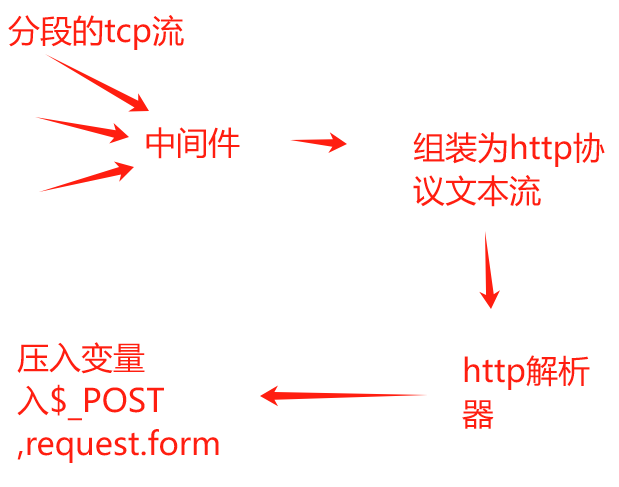 分段的tcp流
中间件
组装为http协
议文本流
http解析
器
压入变量
入$_POST
,request.form